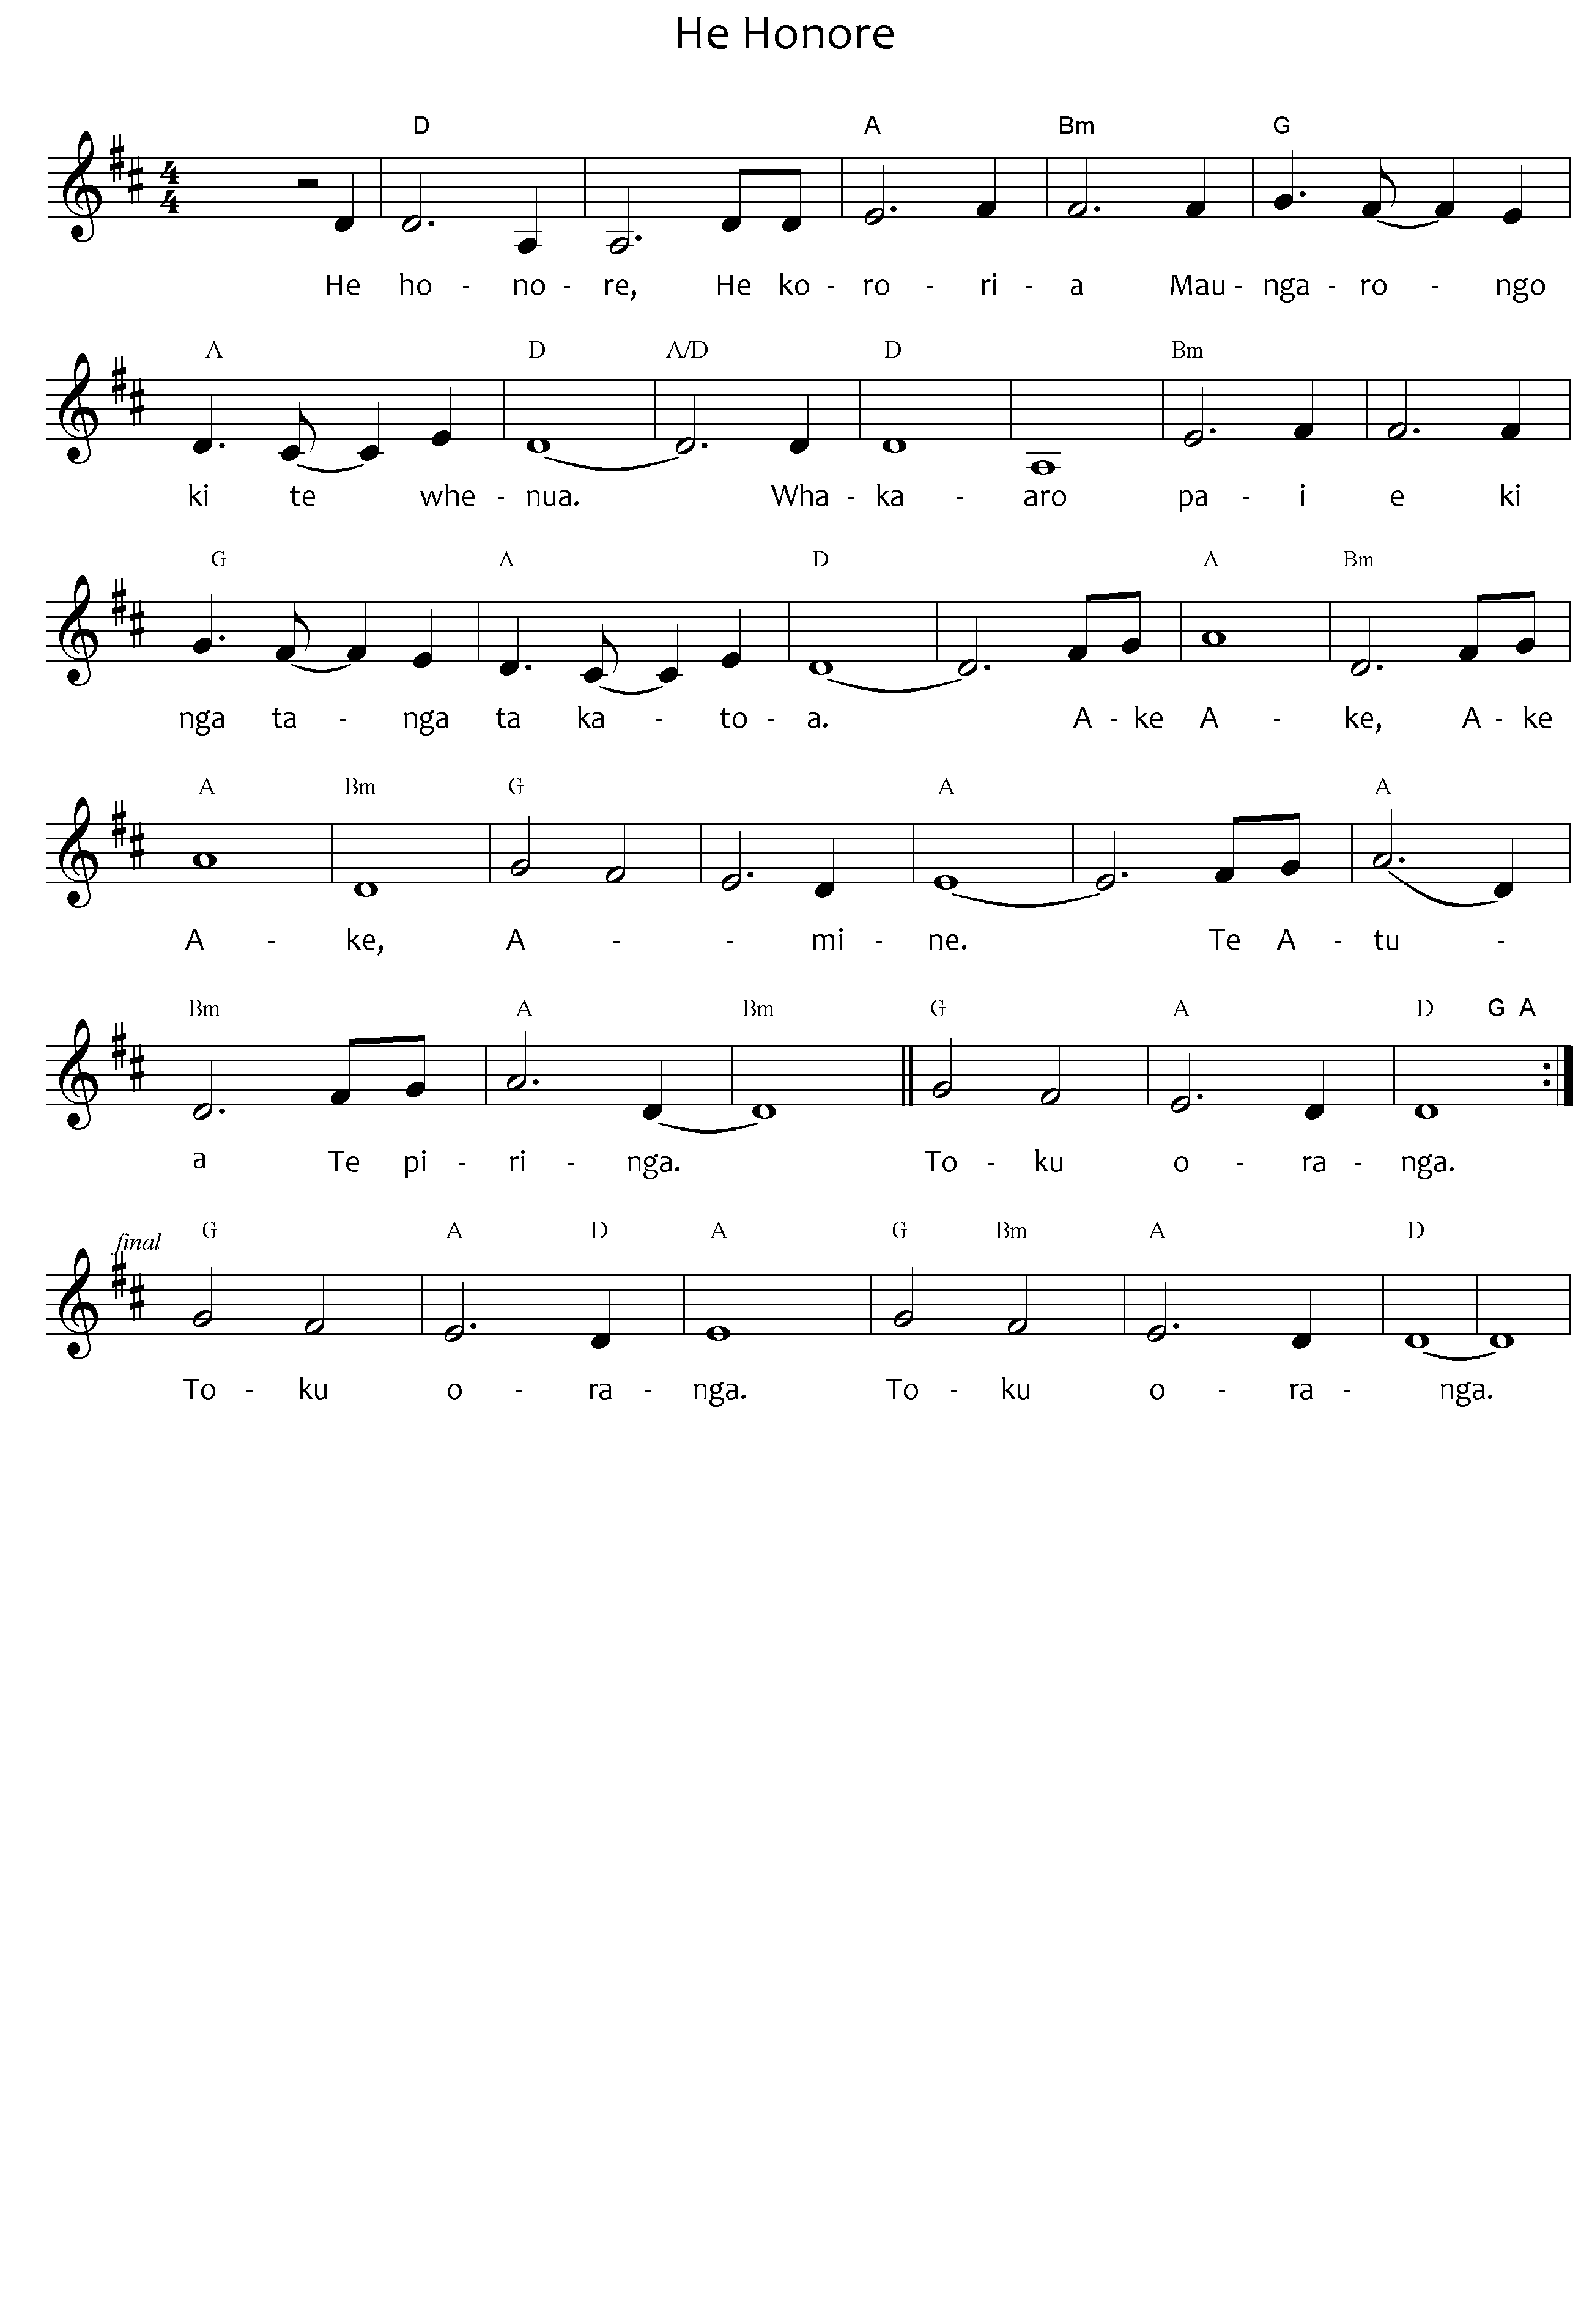 He Honore
D A Bm G
4
4
He ho - no - re, He ko - ro - ri - a Mau - nga - ro - ngo
A D A/D D Bm
ki te whe - nua. Wha - ka - aro pa - i e ki
G A D A Bm
nga ta - nga ta ka - to - a. A - ke A - ke, A - ke
A Bm G A A
A - ke, A - - mi - ne. Te A - tu -
Bm A Bm G A D G A
a Te pi - ri - nga. To - ku o - ra - nga.
final G A D A G Bm A D
To - ku o - ra - nga. To - ku o - ra - nga.